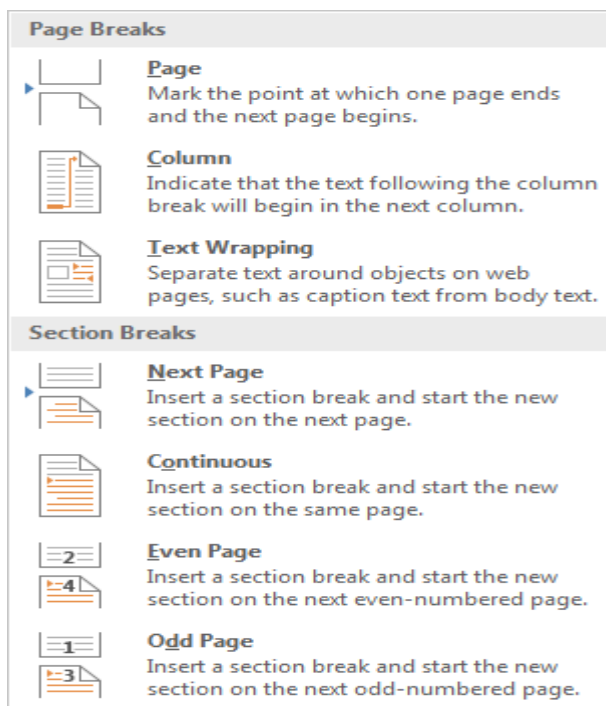 Page Breaks
Page
Mark the point at which one page ends
and the next page begins.
Column
Indicate that the text following the column
break will begin in the next column.
Text Wrapping
Separate text around objects on web
pages, such as caption text from body text.
Section Breaks
Next Page
Insert a section break and start the new
section on the next page.
Continuous
Insert a section break and start the new
section on the same page.
2
4
Even Page
Insert a section break and start the new
section on the next even-numbered page.
1
3
Odd Page
Insert a section break and start the new
section on the next odd-numbered page.